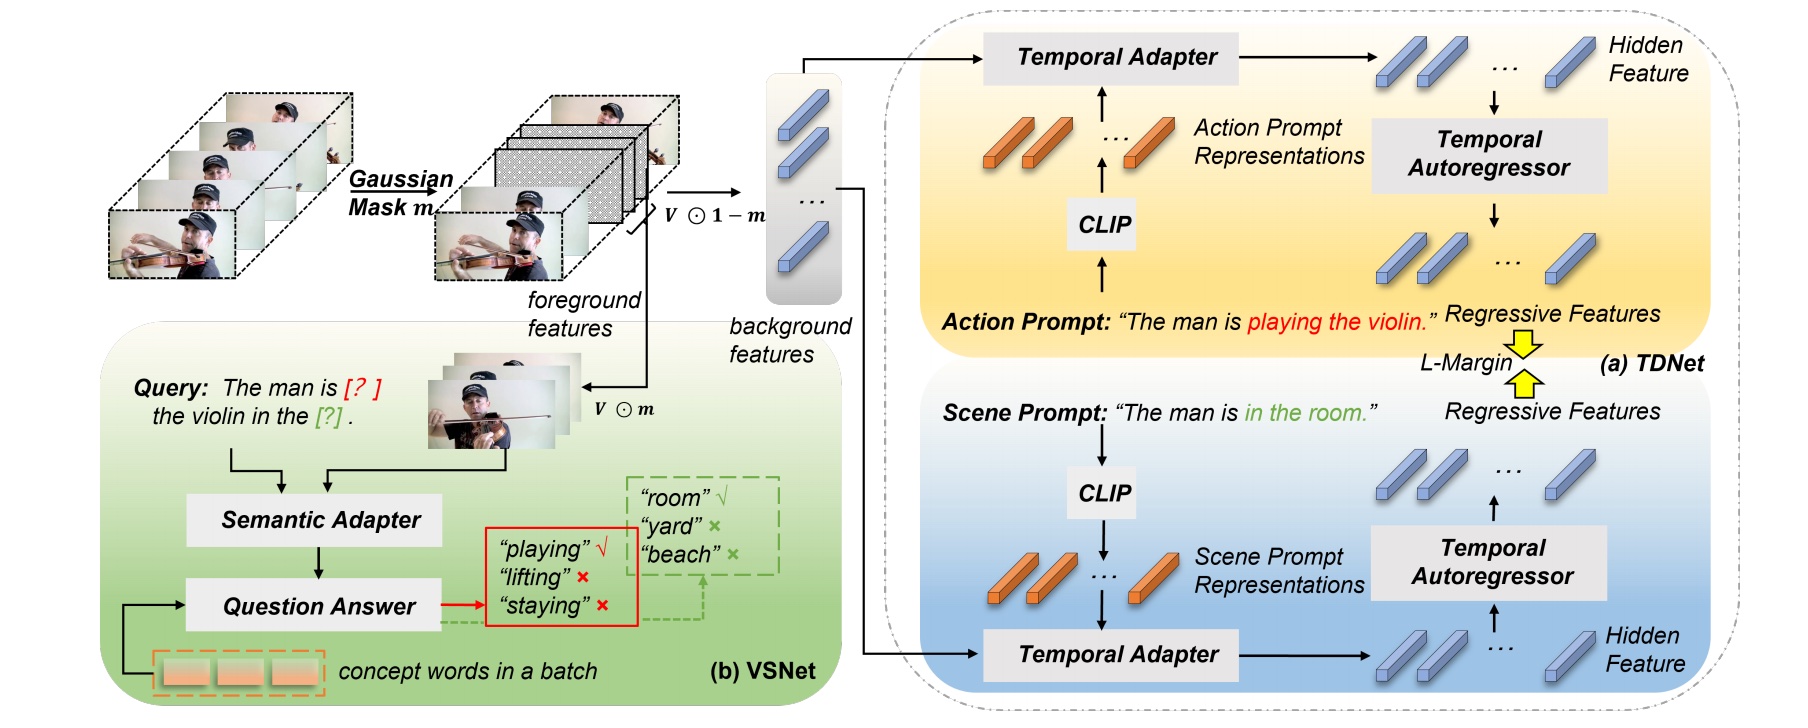 Gaussian
Mask m
V ⊙ 1 − m
foreground
features
background
features
V ⊙ m
Query: The man is [? ]
the violin in the [?] .
Semantic Adapter
Question Answer
“playing” √
“lifting” ×
“staying” ×
“room” √
“yard” ×
“beach” ×
concept words in a batch
(b) VSNet
Temporal Adapter
Hidden
Feature
...
Action Prompt
Representations
...
Temporal
Autoregressor
CLIP
...
Action Prompt: “The man is playing the violin.”
Regressive Features
L-Margin
(a) TDNet
Scene Prompt: “The man is in the room.”
Regressive Features
...
CLIP
Scene Prompt
Representations
...
Temporal
Autoregressor
Temporal Adapter
Hidden
Feature
...
...